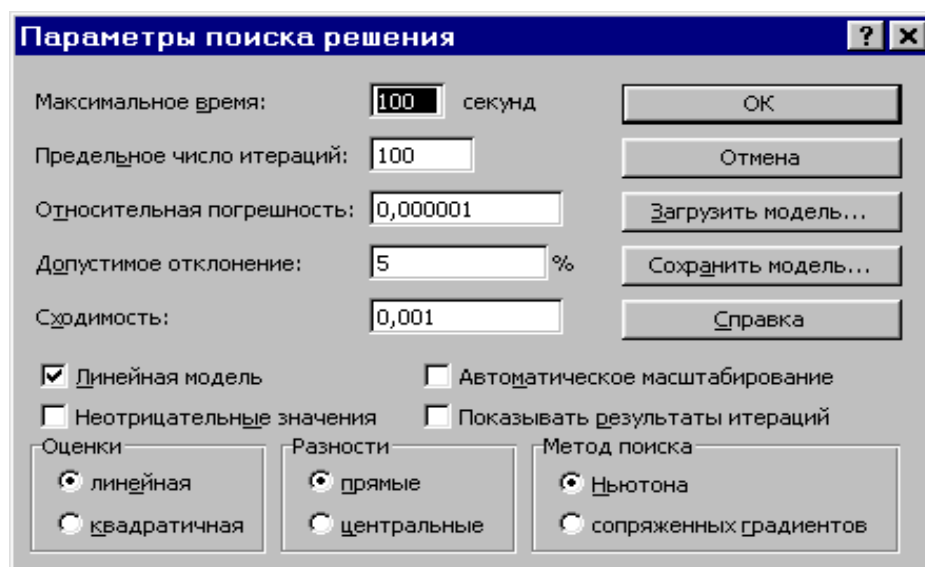 Параметры поиска решения ? ×
Максимальное время: 100 секунд ОК
Предельное число итераций: 100 Отмена
Относительная погрешность: 0,000001 Загрузить модель...
Допустимое отклонение: 5 % Сохранить модель...
Сходимость: 0,001 Справка
Линейная модель Автоматическое масштабирование
Неотрицательные значения Показывать результаты итераций
Оценки Разности Метод поиска
линейная прямые Ньютона
квадратичная центральные сопряженных градиентов